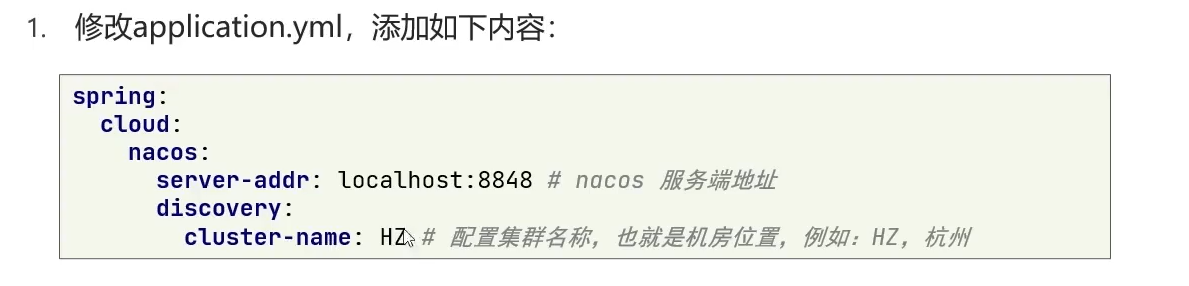 1. 修改application.yml，添加如下内容：
spring:
  cloud:
    nacos:
      server-addr: localhost:8848 # nacos 服务端地址
      discovery:
        cluster-name: HZ # 配置集群名称，也就是机房位置，例如：HZ，杭州